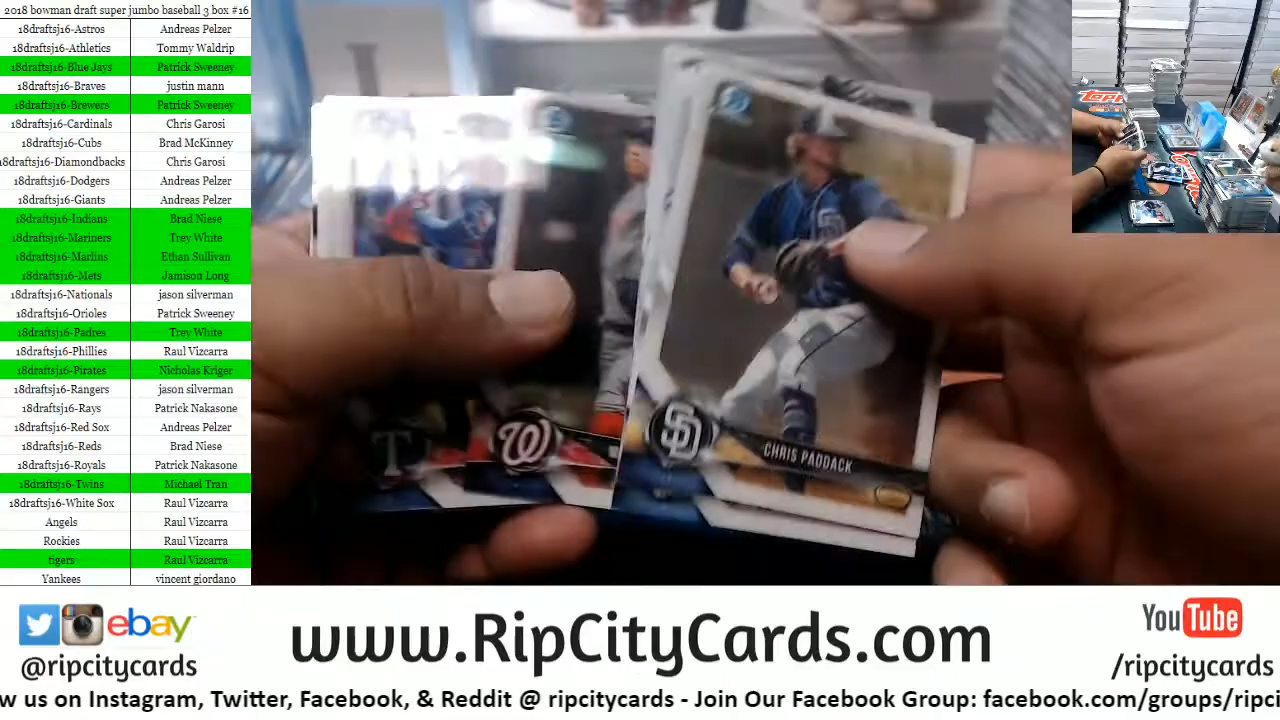 2018 bowman draft super jumbo baseball 3 box #16
18draftsj16-Astros Andreas Pelzer
18draftsj16-Athletics Tommy Waldrip
18draftsj16-Blue Jays Patrick Sweeney
18draftsj16-Braves justin mann
18draftsj16-Brewers Patrick Sweeney
18draftsj16-Cardinals Chris Garosi
18draftsj16-Cubs Brad McKinney
18draftsj16-Diamondbacks Chris Garosi
18draftsj16-Dodgers Andreas Pelzer
18draftsj16-Giants Andreas Pelzer
18draftsj16-Indians Brad Niese
18draftsj16-Mariners Trey White
18draftsj16-Marlins Ethan Sullivan
18draftsj16-Mets Jamison Long
18draftsj16-Nationals jason silverman
18draftsj16-Orioles Patrick Sweeney
18draftsj16-Padres Trey White
18draftsj16-Phillies Raul Vizcarra
18draftsj16-Pirates Nicholas Kriger
18draftsj16-Rangers jason silverman
18draftsj16-Rays Patrick Nakasone
18draftsj16-Red Sox Andreas Pelzer
18draftsj16-Reds Brad Niese
18draftsj16-Royals Patrick Nakasone
18draftsj16-Twins Michael Tran
18draftsj16-White Sox Raul Vizcarra
Angels Raul Vizcarra
Rockies Raul Vizcarra
tigers Raul Vizcarra
Yankees vincent giordano
T
W
SD
CHRIS PADDACK
TOPPS
ebay
@ripcitycards
www.RipCityCards.com
YouTube
/ripcitycards
w us on Instagram, Twitter, Facebook, & Reddit @ ripcitycards - Join Our Facebook Group: facebook.com/groups/ripci